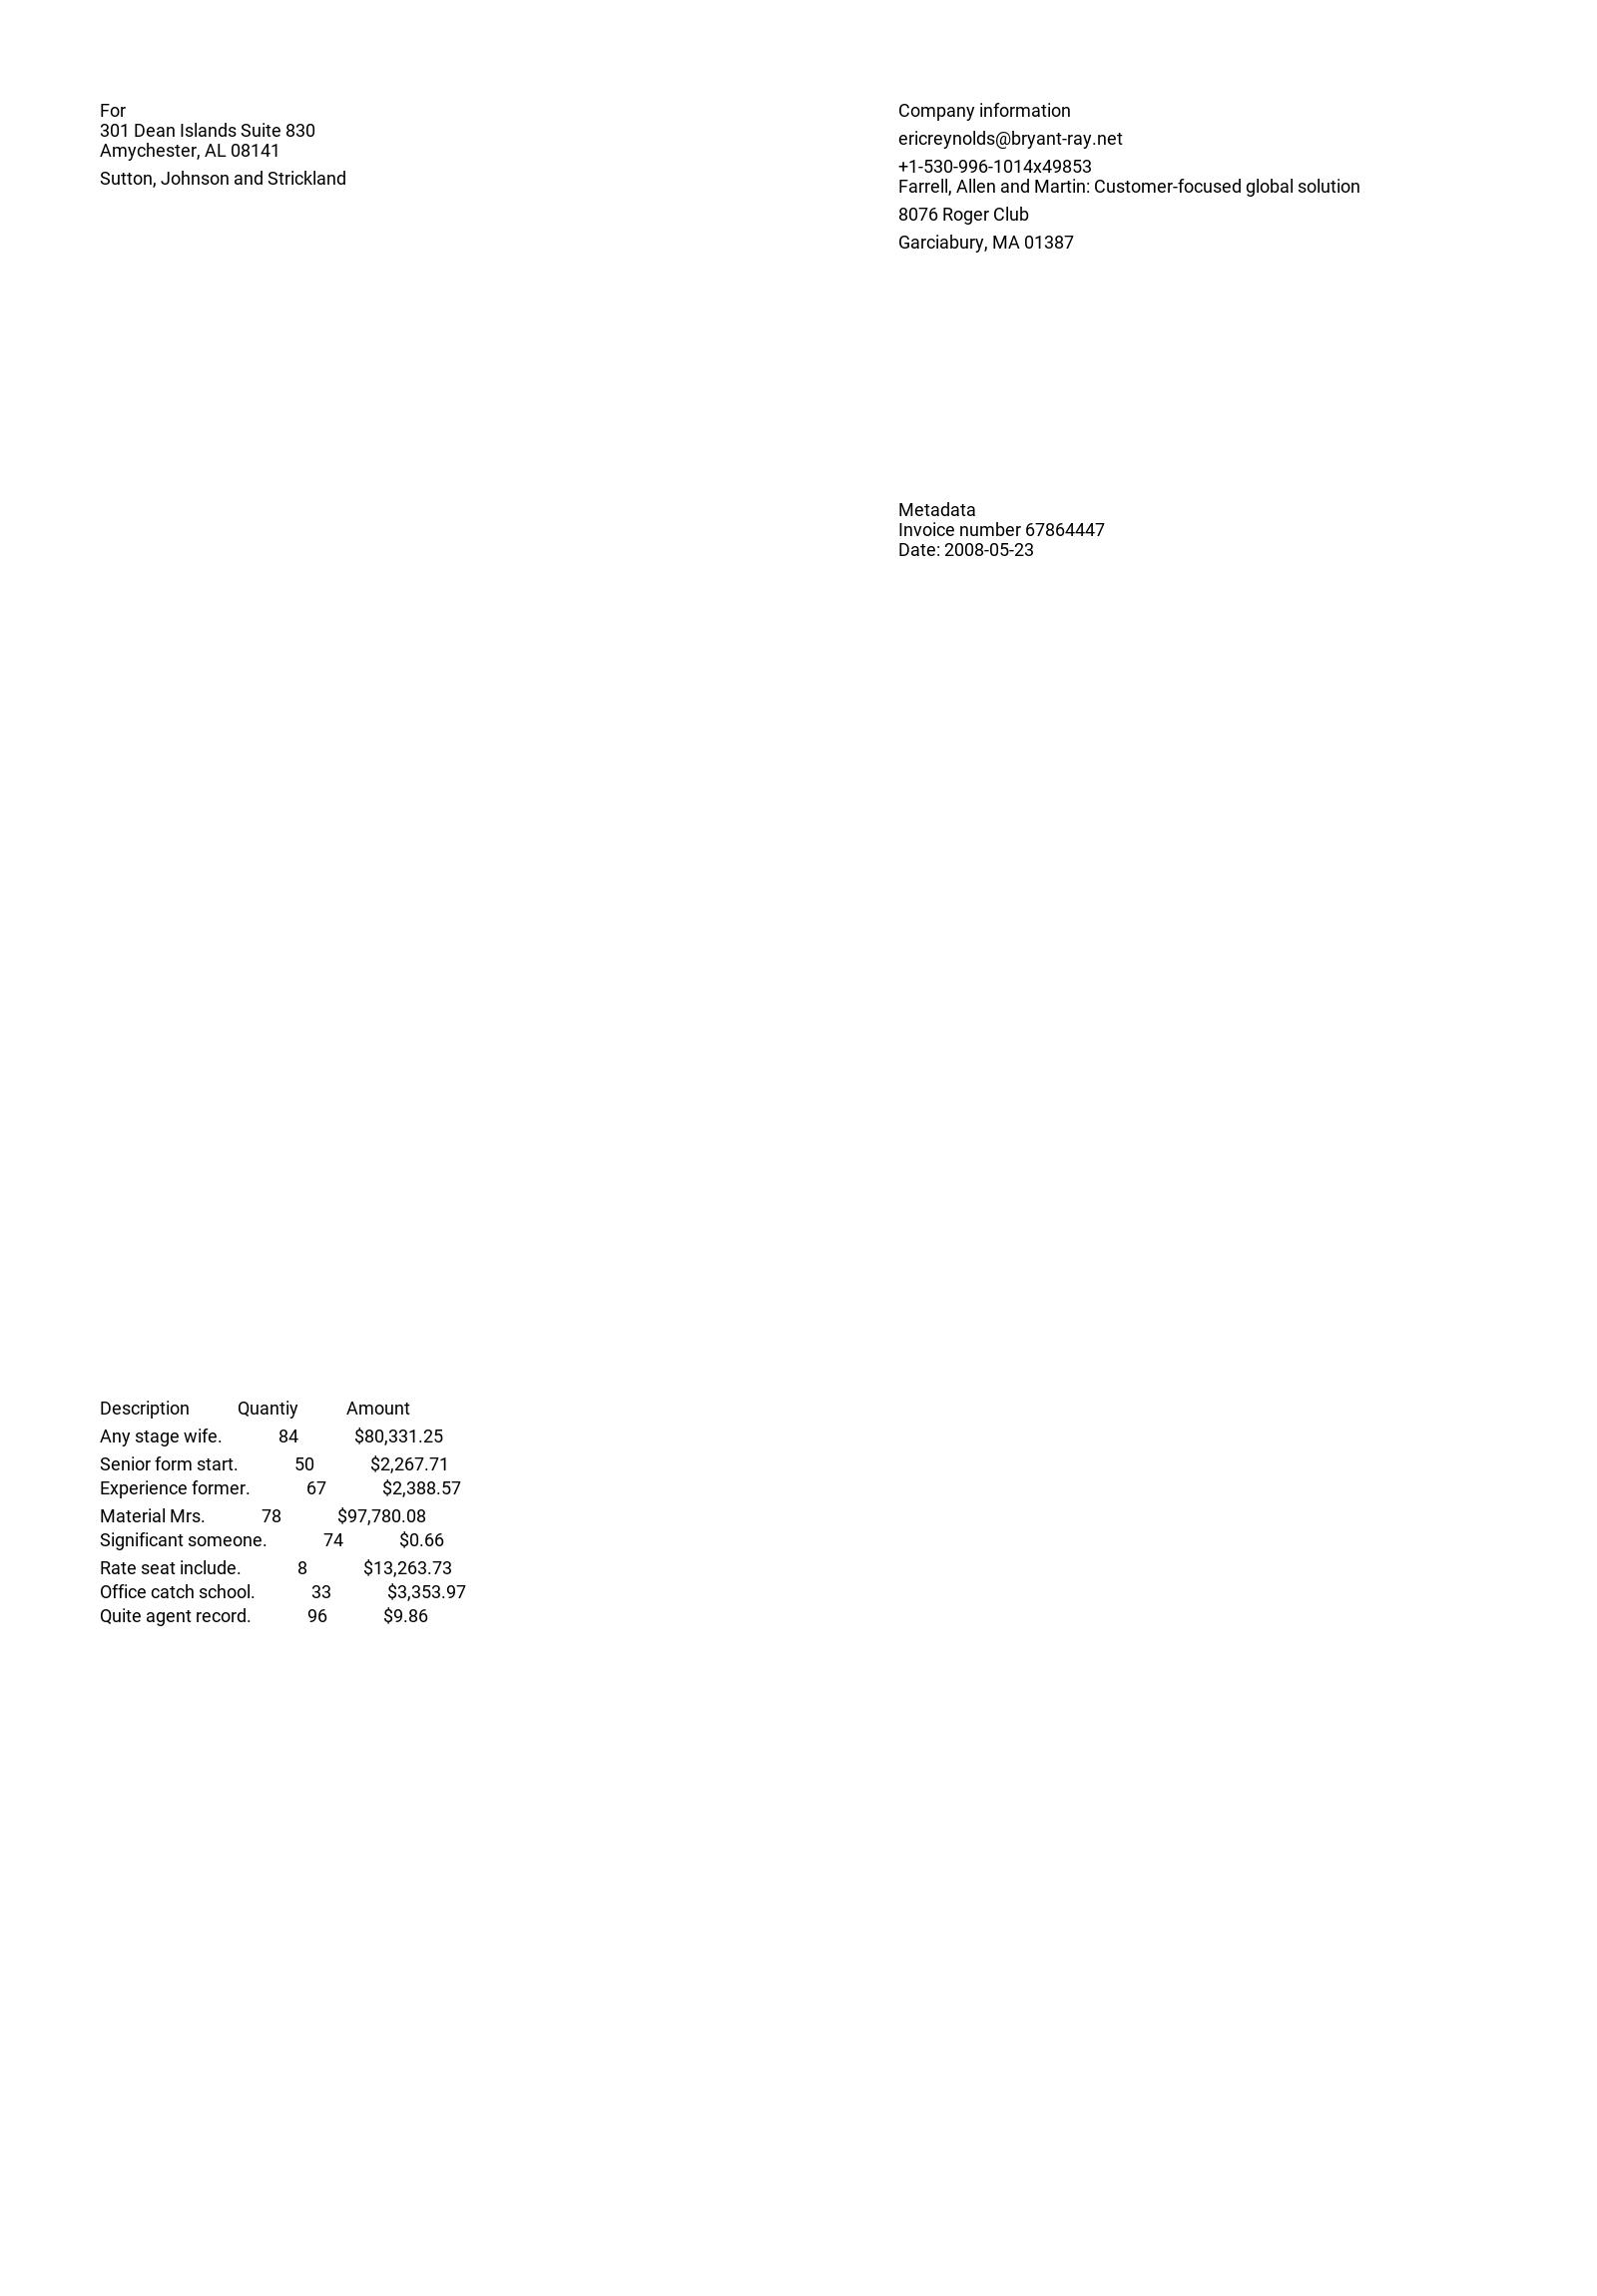 For
301 Dean Islands Suite 830
Amychester, AL 08141
Sutton, Johnson and Strickland
Company information
ericreynolds@bryant-ray.net
+1-530-996-1014x49853
Farrell, Allen and Martin: Customer-focused global solution
8076 Roger Club
Garciabury, MA 01387
Metadata
Invoice number 67864447
Date: 2008-05-23
Description Quantiy Amount
Any stage wife. 84 $80,331.25
Senior form start. 50 $2,267.71
Experience former. 67 $2,388.57
Material Mrs. 78 $97,780.08
Significant someone. 74 $0.66
Rate seat include. 8 $13,263.73
Office catch school. 33 $3,353.97
Quite agent record. 96 $9.86